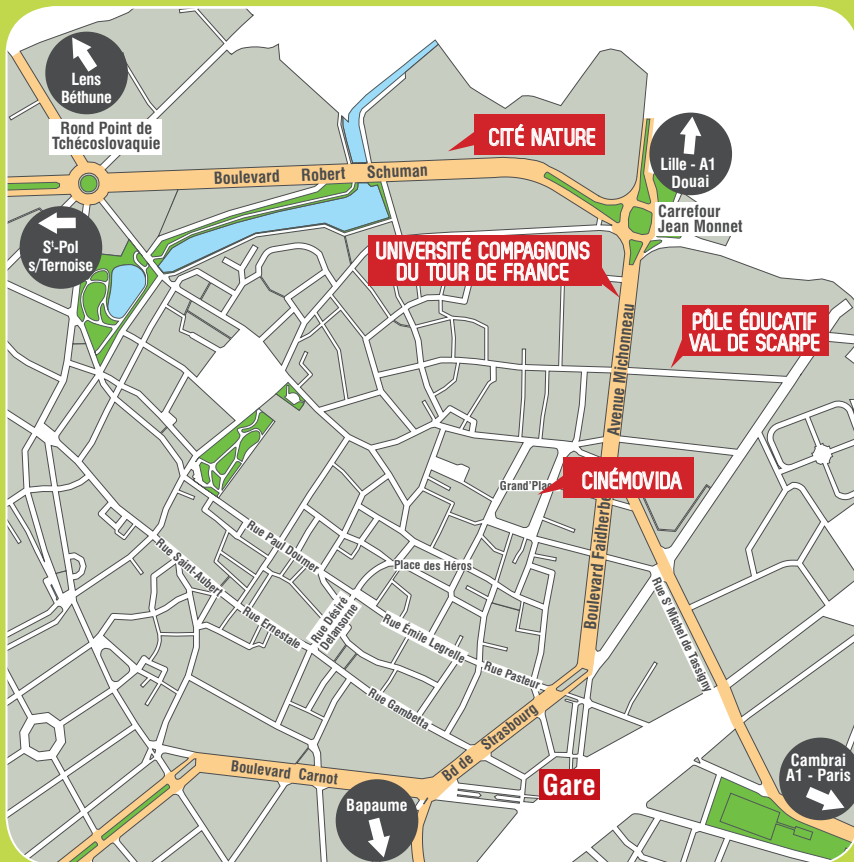 Lens
Béthune
Rond Point de
Tchécoslovaquie
CITÉ NATURE
Lille - A1
Douai
Boulevard Robert Schuman
Carrefour
Jean Monnet
St-Pol
s/Ternoise
UNIVERSITÉ COMPAGNONS
DU TOUR DE FRANCE
PÔLE ÉDUCATIF
VAL DE SCARPE
Avenue Michonneau
CINÉMOVIDA
Boulevard Faidherbe
Rue Paul Doumer
Place des Héros
Rue Saint-Aubert
Rue Ernestale
Rue Désiré
Delansorne
Rue Émile Legrelle
Rue St Michel de Tassigny
Rue Pasteur
Rue Gambetta
Bd de Strasbourg
Boulevard Carnot
Gare
Cambrai
A1 - Paris
Bapaume